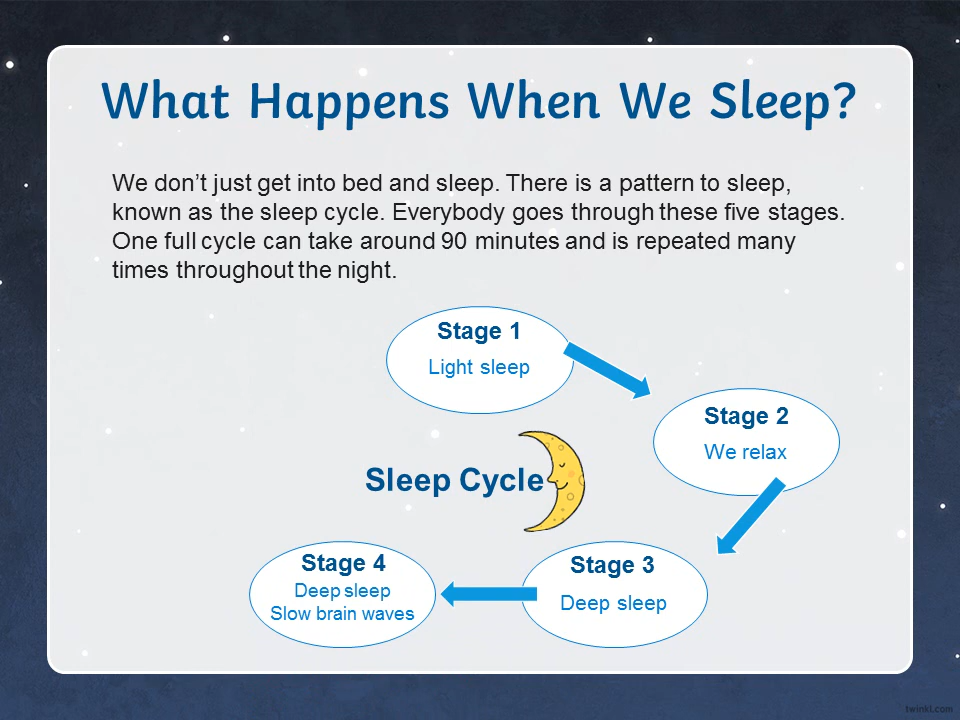 What Happens When We Sleep?
We don’t just get into bed and sleep. There is a pattern to sleep,
known as the sleep cycle. Everybody goes through these five stages.
One full cycle can take around 90 minutes and is repeated many
times throughout the night.
Stage 1
Light sleep
Stage 2
We relax
Sleep Cycle
Stage 3
Deep sleep
Stage 4
Deep sleep
Slow brain waves
twinkl.com